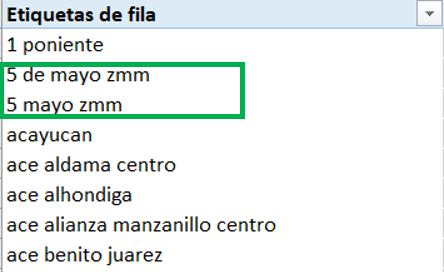 Etiquetas de fila
1 poniente
5 de mayo zmm
5 mayo zmm
acayucan
ace aldama centro
ace alhondiga
ace alianza manzanillo centro
ace benito juarez